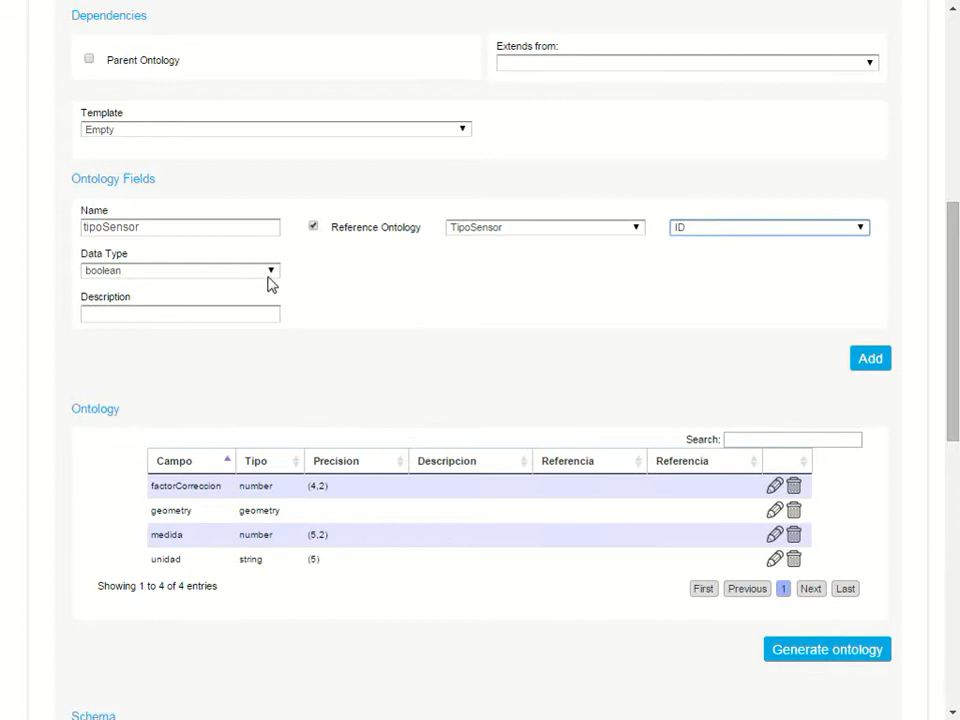 Dependencies
Parent Ontology
Extends from:
Template
Empty
Ontology Fields
Name
tipoSensor
Reference Ontology
TipoSensor
ID
Data Type
boolean
Description
Add
Ontology
Search:
Campo Tipo Precision Descripcion Referencia Referencia
factorCorreccion number (4,2)
geometry geometry
medida number (5,2)
unidad string (5)
Showing 1 to 4 of 4 entries
First Previous 1 Next Last
Generate ontology
Schema